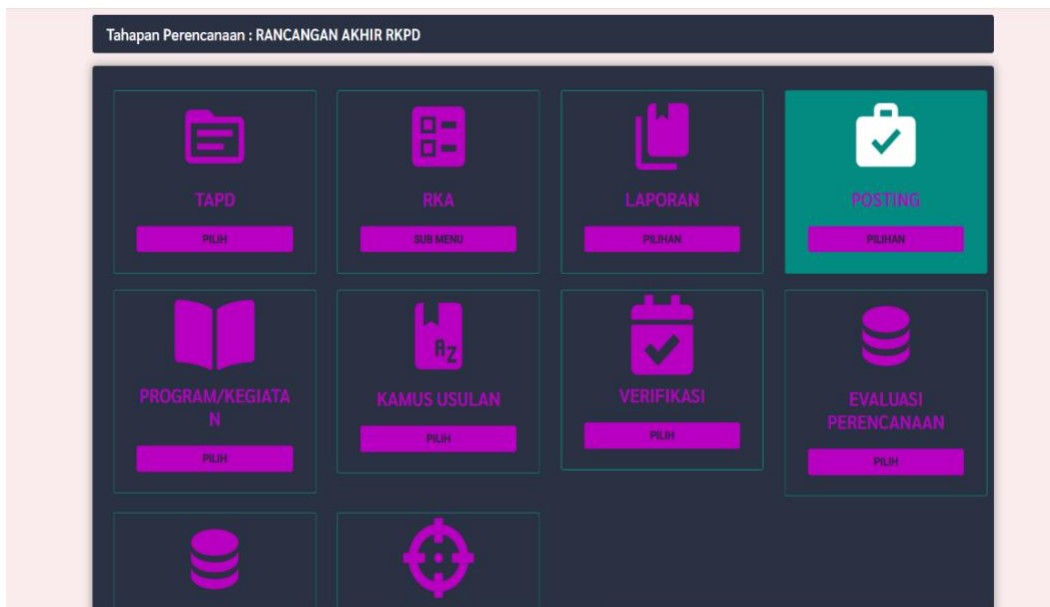 Tahapan Perencanaan : RANCANGAN AKHIR RKPD
TAPD
PILIH
RKA
SUB MENU
LAPORAN
PILIHAN
POSTING
PILIHAN
PROGRAM/KEGIATA
N
PILIH
KAMUS USULAN
PILIH
VERIFIKASI
PILIH
EVALUASI
PERENCANAAN
PILIH
A
Z